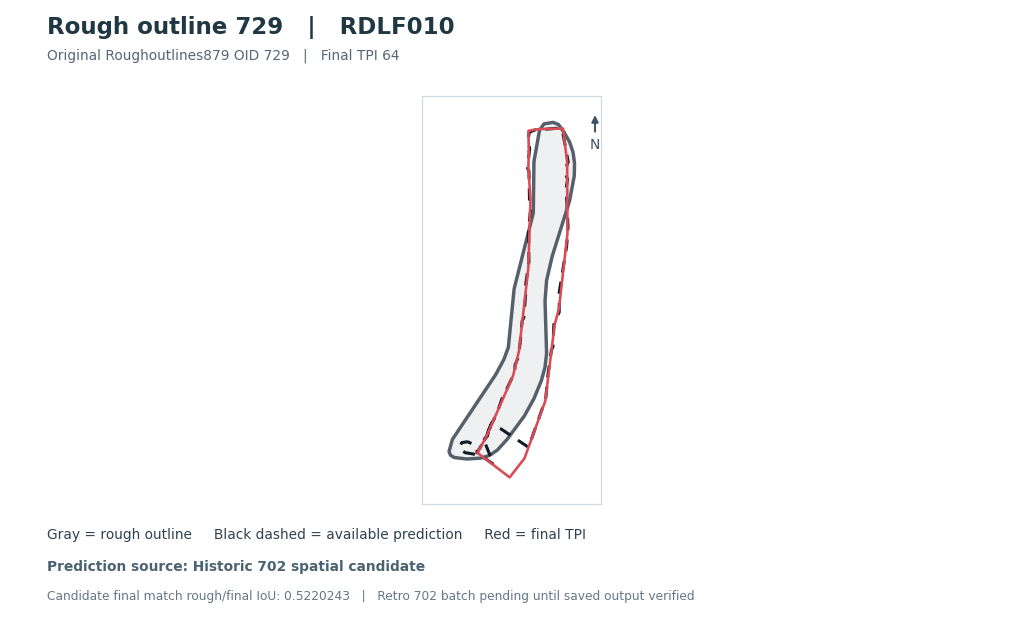 Rough outline 729 | RDLF010
Original Roughoutlines879 OID 729 | Final TPI 64
N
Gray = rough outline Black dashed = available prediction Red = final TPI
Prediction source: Historic 702 spatial candidate
Candidate final match rough/final IoU: 0.5220243 | Retro 702 batch pending until saved output verified